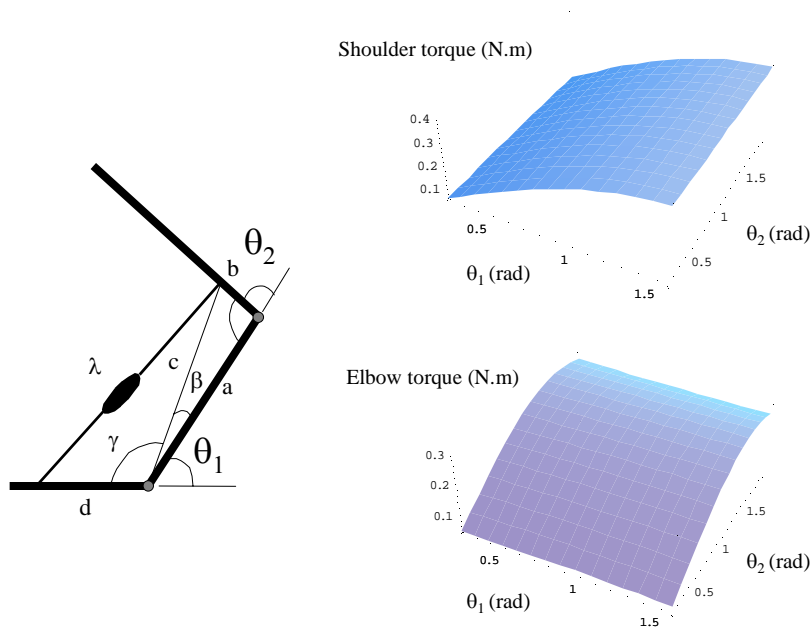 θ2
b
λ
c
β
a
γ
θ1
d
Shoulder torque (N.m)
0.4
0.3
0.2
0.1
0.5
1
1.5
θ1 (rad)
0.5
1
1.5
θ2 (rad)
Elbow torque (N.m)
0.3
0.2
0.1
0.5
1
1.5
θ1 (rad)
0.5
1
1.5
θ2 (rad)